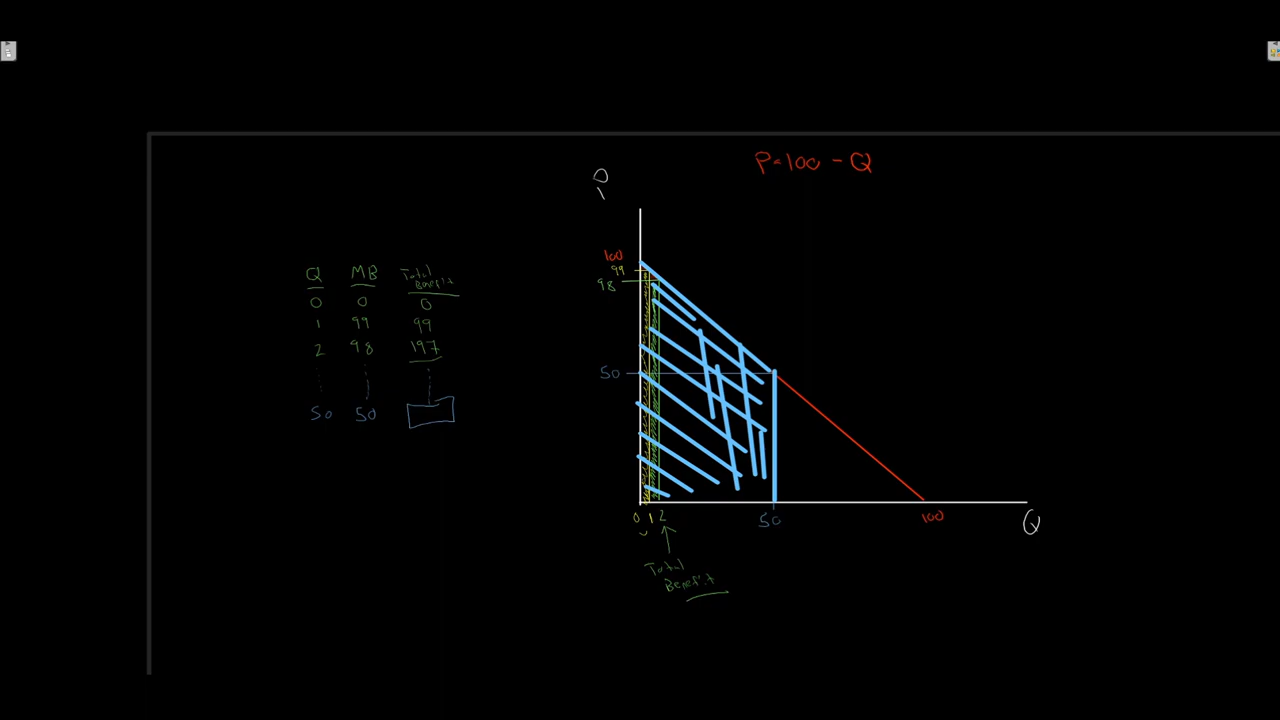 P=100 - Q
P
100
99
98
50
Q MB Total Benefit
0 0 0
1 99 99
2 98 197
50 50
0 1 2
50
100
Q
Total
Benefit